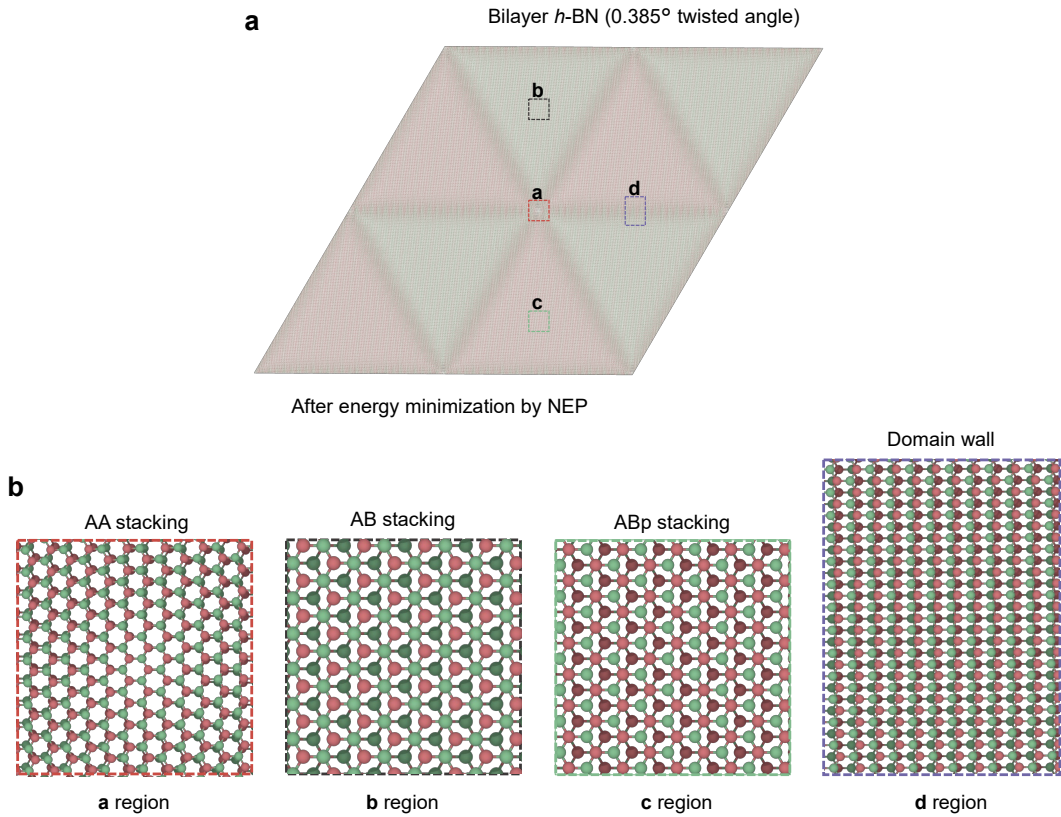 a
Bilayer h-BN (0.385° twisted angle)
b
a
d
c
After energy minimization by NEP
b
AA stacking
AB stacking
ABp stacking
Domain wall
a region
b region
c region
d region